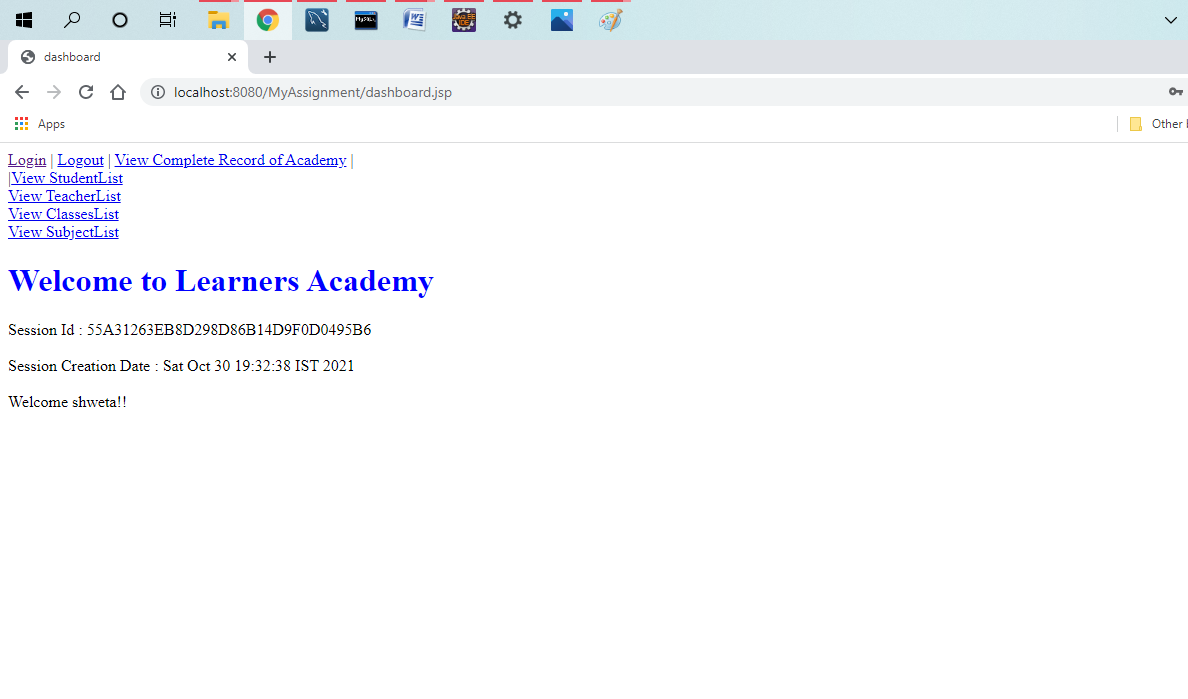 dashboard
localhost:8080/MyAssignment/dashboard.jsp
Apps
Other
Login | Logout | View Complete Record of Academy |
|View StudentList
View TeacherList
View ClassesList
View SubjectList
Welcome to Learners Academy
Session Id : 55A31263EB8D298D86B14D9F0D0495B6
Session Creation Date : Sat Oct 30 19:32:38 IST 2021
Welcome shweta!!